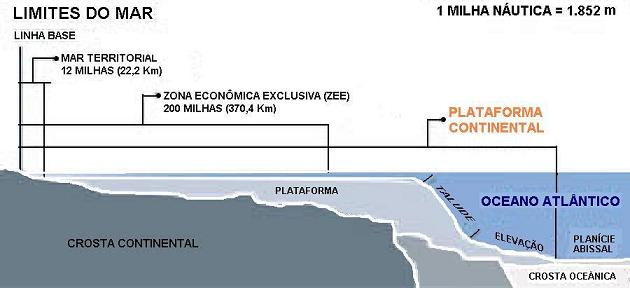 LIMITES DO MAR
1 MILHA NÁUTICA = 1.852 m
LINHA BASE
MAR TERRITORIAL
12 MILHAS (22,2 Km)
ZONA ECONÔMICA EXCLUSIVA (ZEE)
200 MILHAS (370,4 Km)
PLATAFORMA
CONTINENTAL
PLATAFORMA
TALUDE
OCEANO ATLÂNTICO
CROSTA CONTINENTAL
ELEVAÇÃO
PLANÍCIE
ABISSAL
CROSTA OCEÂNICA